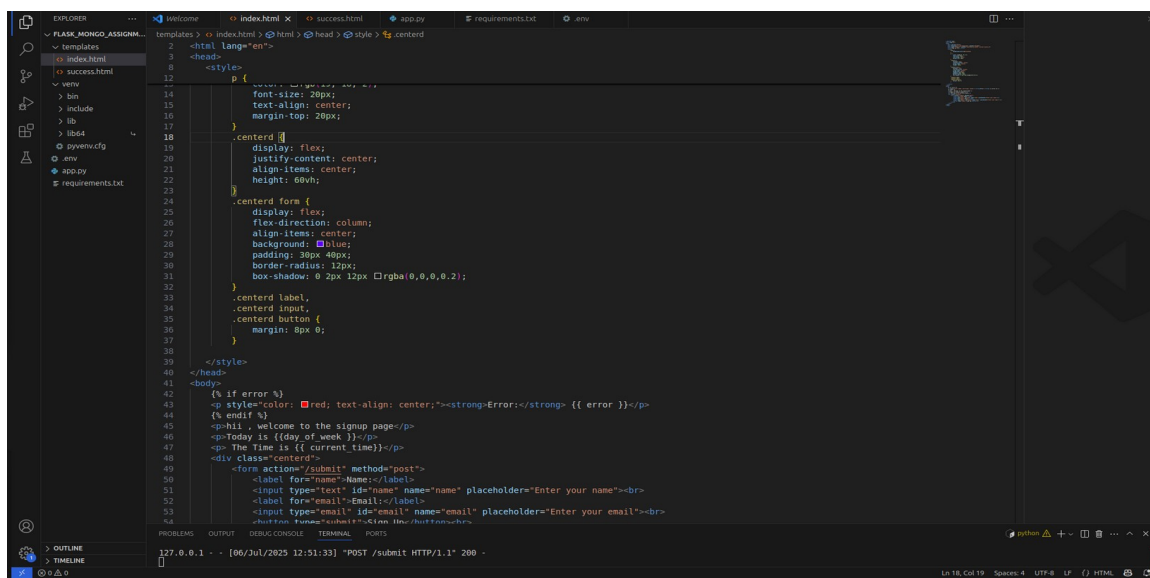 EXPLORER
Welcome
index.html
success.html
app.py
requirements.txt
.env
FLASK_MONGO_ASSIGNM...
templates
index.html
success.html
venv
bin
include
lib
lib64
pyvenv.cfg
.env
app.py
requirements.txt
OUTLINE
TIMELINE
templates > index.html > html > head > style > .centerd
2 <html lang="en">
3 <head>
8 <style>
12 p {
14 font-size: 20px;
15 text-align: center;
16 margin-top: 20px;
17 }
18 .centerd {
19 display: flex;
20 justify-content: center;
21 align-items: center;
22 height: 60vh;
23 }
24 .centerd form {
25 display: flex;
26 flex-direction: column;
27 align-items: center;
28 background: blue;
29 padding: 30px 40px;
30 border-radius: 12px;
31 box-shadow: 0 2px 12px rgba(0,0,0,0.2);
32 }
33 .centerd label,
34 .centerd input,
35 .centerd button {
36 margin: 8px 0;
37 }
38
39 </style>
40 </head>
41 <body>
42 {% if error %}
43 <p style="color: red; text-align: center;"><strong>Error:</strong> {{ error }}</p>
44 {% endif %}
45 <p>hii , welcome to the signup page</p>
46 <p>Today is {{day_of_week }}</p>
47 <p> The Time is {{ current_time}}</p>
48 <div class="centerd">
49 <form action="/submit" method="post">
50 <label for="name">Name:</label>
51 <input type="text" id="name" name="name" placeholder="Enter your name"><br>
52 <label for="email">Email:</label>
53 <input type="email" id="email" name="email" placeholder="Enter your email"><br>
54 <button type="submit">Sign Up</button><br>
PROBLEMS OUTPUT DEBUG CONSOLE TERMINAL PORTS
python
127.0.0.1 - - [06/Jul/2025 12:51:33] "POST /submit HTTP/1.1" 200 -
0 0 0
Ln 18, Col 19 Spaces: 4 UTF-8 LF {} HTML